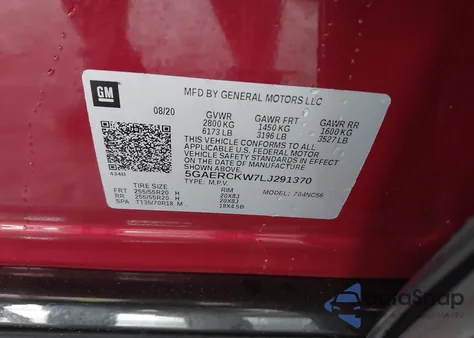 GM
MFD BY GENERAL MOTORS LLC
08/20 GVWR GAWR FRT GAWR RR
2800 KG 1450 KG 1600 KG
6173 LB 3196 LB 3527 LB
THIS VEHICLE CONFORMS TO ALL
APPLICABLE U.S. FEDERAL MOTOR
VEHICLE SAFETY STANDARDS IN
EFFECT ON THE DATE OF
MANUFACTURE SHOWN ABOVE.
5GAERCKW7LJ291370
TYPE: M.P.V. MODEL: 704NC56
TIRE SIZE RIM
FRT 255/55R20 H 20X8J
RR 255/55R20 H 20X8J
SPA T135/70R18 M 18X4.5B
AutoSnap